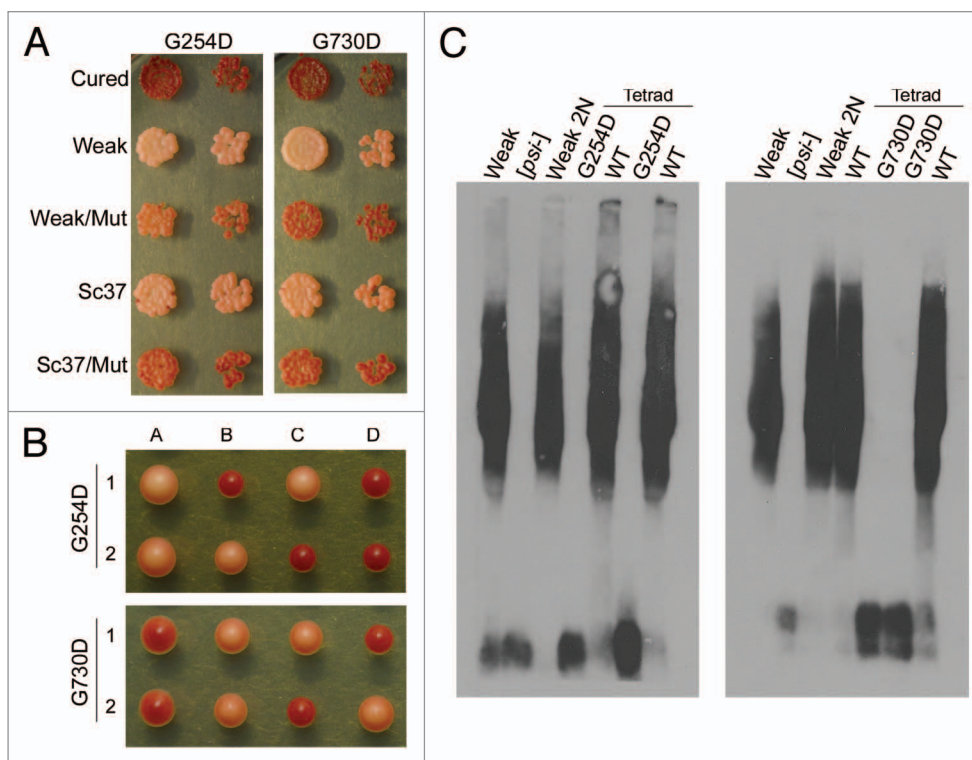 A
G254D G730D
Cured
Weak
Weak/Mut
Sc37
Sc37/Mut
B
A B C D
G254D
1
2
G730D
1
2
C
Tetrad Tetrad
Weak [psi-] Weak 2N G254D WT G254D WT
Weak [psi-] Weak 2N WT G730D G730D WT